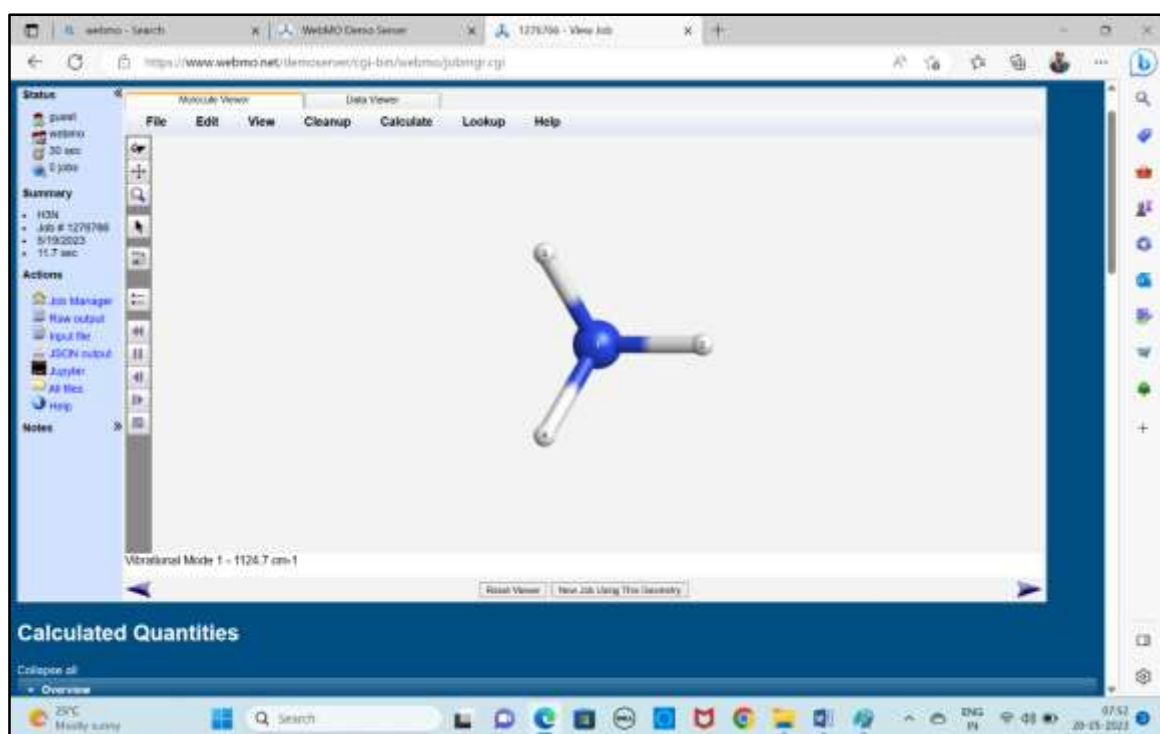 webmo - Search
WebMO Demo Server
1279766 - View Job
https://www.webmo.net/demoserver/cgi-bin/webmo/jobmgr.cgi
Status
guest
webmo
30 sec
0 jobs
Summary
H3N
Job # 1279766
5/19/2023
11.7 sec
Actions
Job Manager
Raw output
Input file
JSON output
Jupyter
All files
Help
Notes
Molecule Viewer
Data Viewer
File Edit View Cleanup Calculate Lookup Help
Vibrational Mode 1 - 1124.7 cm-1
Reset Viewer
New Job Using This Geometry
Calculated Quantities
Collapse all
Overview
25°C
Mostly sunny
Search
ENG
IN
07:52
20-05-2023